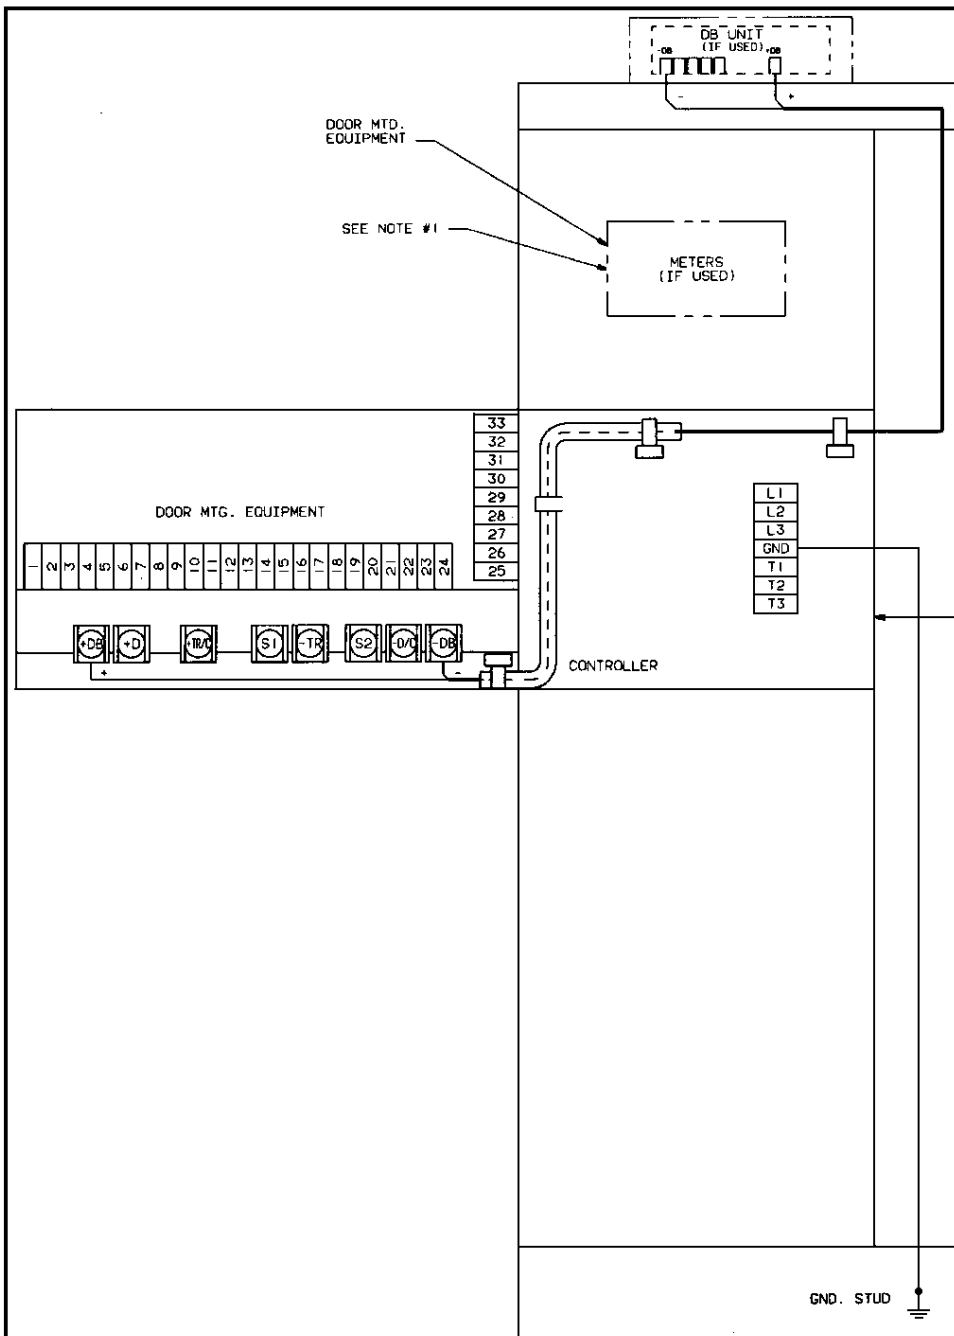 DB UNIT
(IF USED)
-DB
+DB
-
+
DOOR MTD.
EQUIPMENT
SEE NOTE #1
METERS
(IF USED)
33
32
31
30
29
28
27
26
25
DOOR MTG. EQUIPMENT
1 2 3 4 5 6 7 8 9 10 11 12 13 14 15 16 17 18 19 20 21 22 23 24
L1
L2
L3
GND
T1
T2
T3
+DB +D +TR/C S1 -TR S2 -D/C -DB
+ -
CONTROLLER
GND. STUD